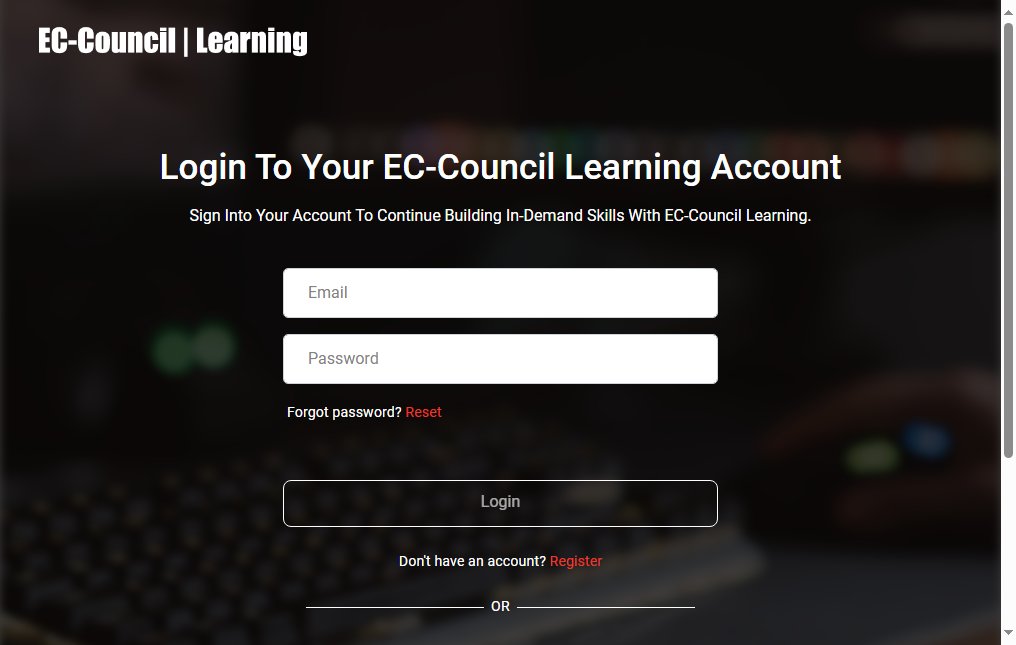 EC-Council | Learning
Login To Your EC-Council Learning Account
Sign Into Your Account To Continue Building In-Demand Skills With EC-Council Learning.
Email
Password
Forgot password? Reset
Login
Don't have an account? Register
OR